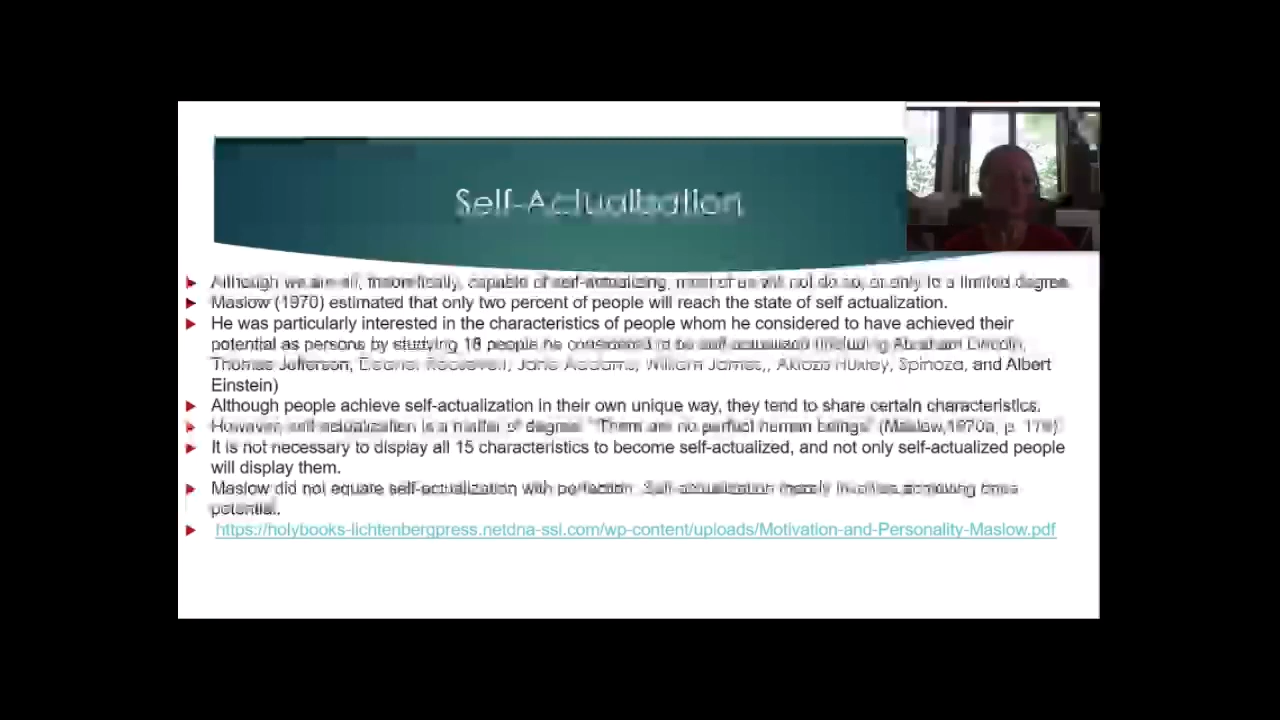 Self-Actualisation
Although we are all, theoretically, capable of self-actualizing, most of us will not do so, or only to a limited degree.
Maslow (1970) estimated that only two percent of people will reach the state of self actualization.
He was particularly interested in the characteristics of people whom he considered to have achieved their
potential as persons by studying 18 people he considered to be self-actualized (including Abraham Lincoln,
Thomas Jefferson, Eleanor Roosevelt, Jane Addams, William James,, Huxley, Spinoza, and Albert
Einstein)
Although people achieve self-actualization in their own unique way, they tend to share certain characteristics.
However, self-actualization is a matter of degree. "There are no perfect human beings" (Maslow,1970a, p. 176)
It is not necessary to display all 15 characteristics to become self-actualized, and not only self-actualized people
will display them.
Maslow did not equate self-actualization with perfection. Self-actualization merely involves achieving ones
potential.
https://holybooks-lichtenbergpress.netdna-ssl.com/wp-content/uploads/Motivation-and-Personality-Maslow.pdf